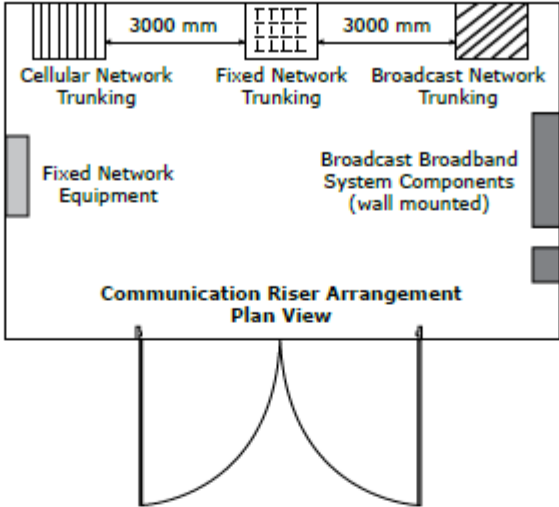 3000 mm
3000 mm
Cellular Network
Trunking
Fixed Network
Trunking
Broadcast Network
Trunking
Fixed Network
Equipment
Broadcast Broadband
System Components
(wall mounted)
Communication Riser Arrangement
Plan View